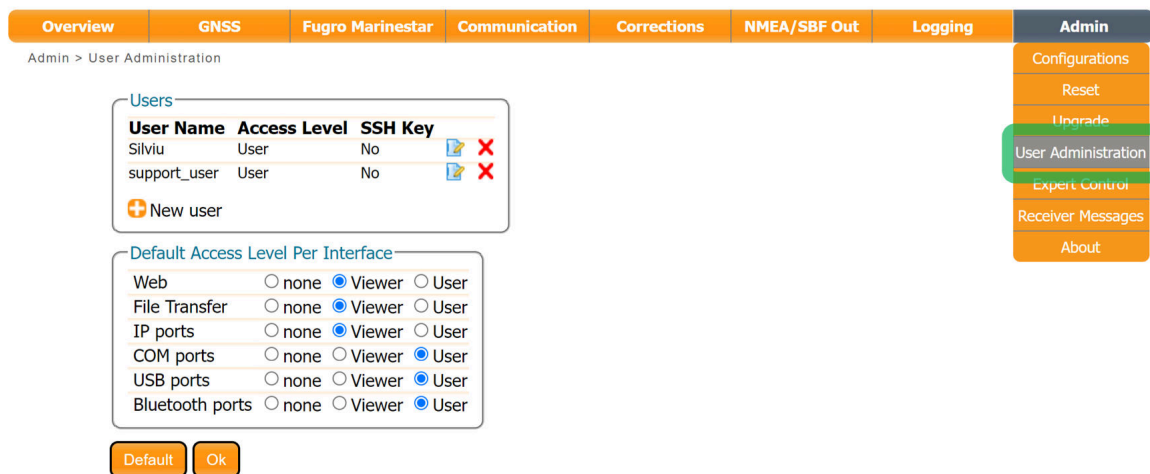 Overview GNSS Fugro Marinestar Communication Corrections NMEA/SBF Out Logging Admin
Admin > User Administration
Configurations
Reset
Upgrade
User Administration
Expert Control
Receiver Messages
About
Users
User Name Access Level SSH Key
Silviu User No
support_user User No
New user
Default Access Level Per Interface
Web none Viewer User
File Transfer none Viewer User
IP ports none Viewer User
COM ports none Viewer User
USB ports none Viewer User
Bluetooth ports none Viewer User
Default Ok